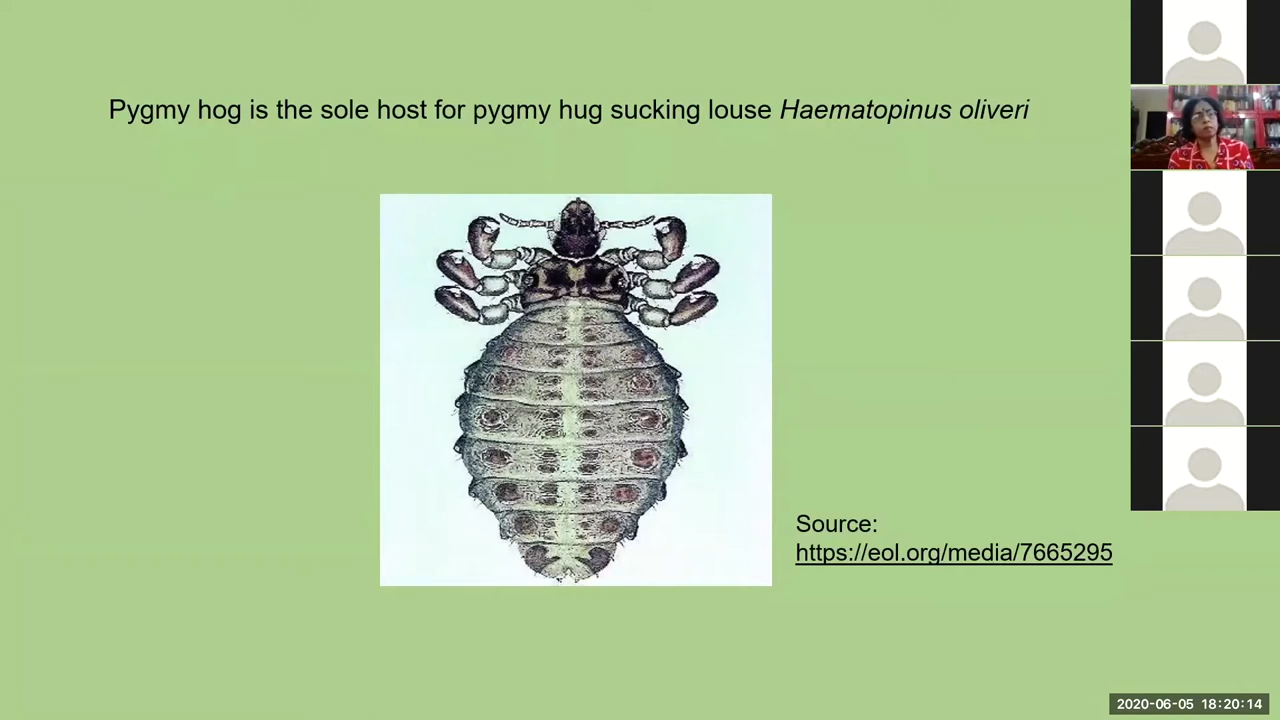 Pygmy hog is the sole host for pygmy hug sucking louse Haematopinus oliveri
Source:
https://eol.org/media/7665295
2020-06-05 18:20:14